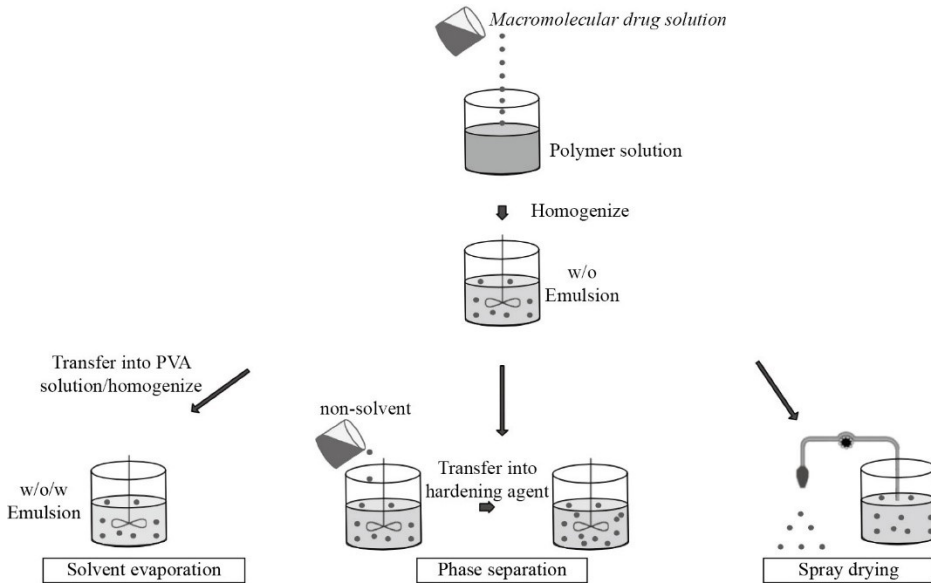 Macromolecular drug solution
Polymer solution
Homogenize
w/o
Emulsion
Transfer into PVA
solution/homogenize
non-solvent
Transfer into
hardening agent
w/o/w
Emulsion
Solvent evaporation
Phase separation
Spray drying